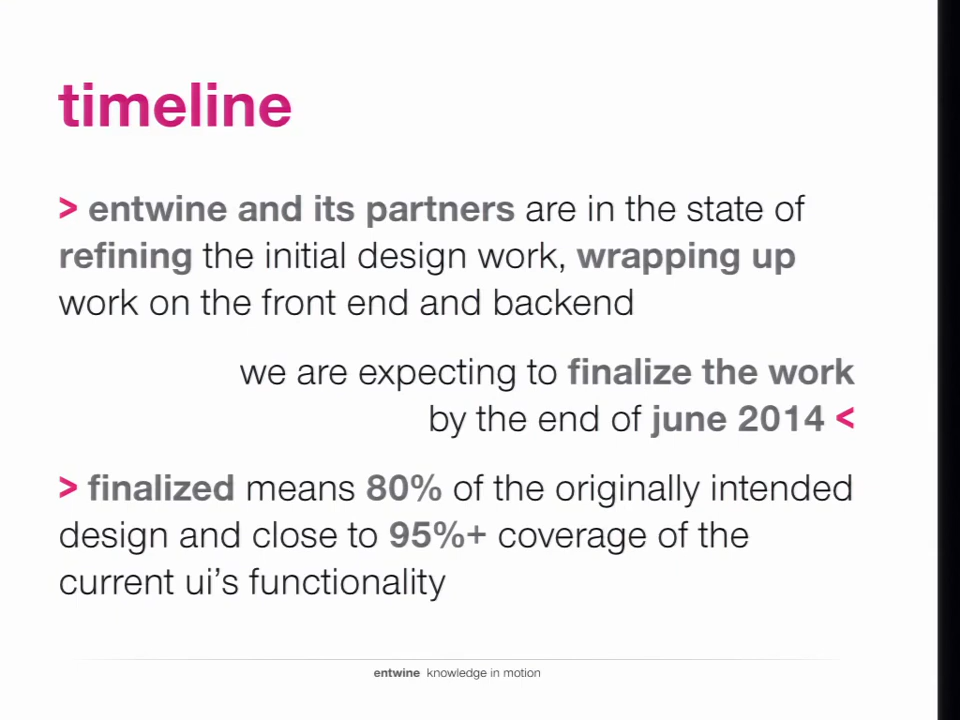 timeline
> entwine and its partners are in the state of
refining the initial design work, wrapping up
work on the front end and backend
we are expecting to finalize the work
by the end of june 2014 <
> finalized means 80% of the originally intended
design and close to 95%+ coverage of the
current ui’s functionality
entwine knowledge in motion